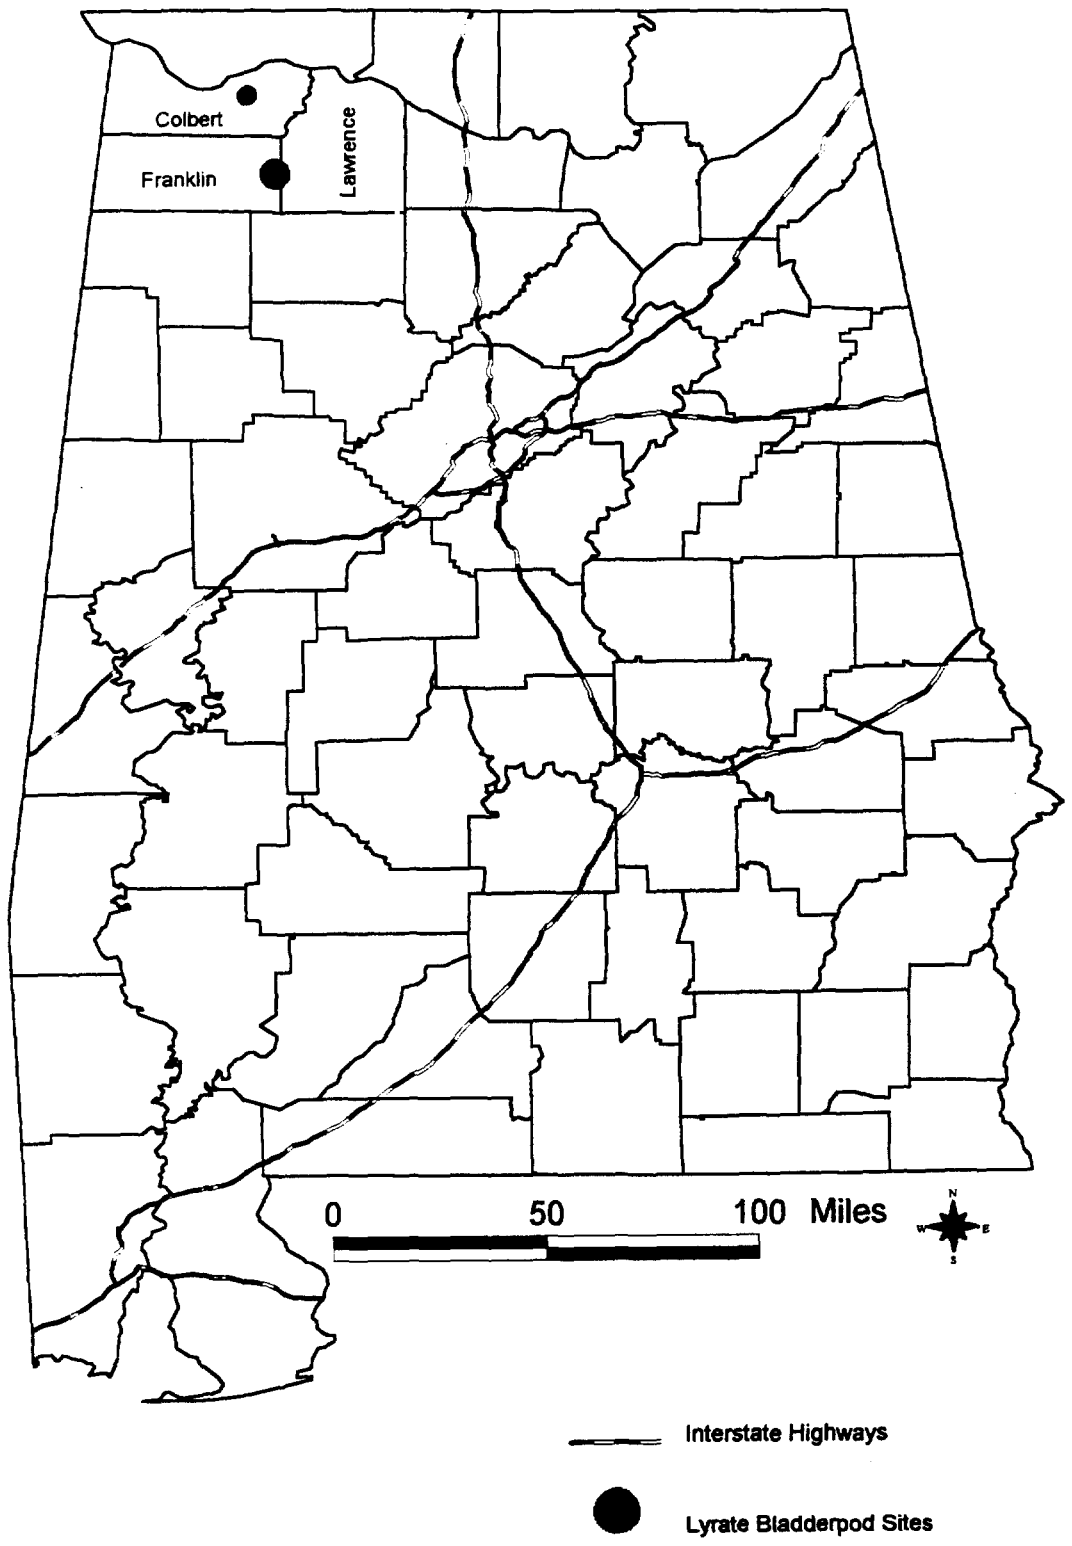 Colbert
Franklin
Lawrence
0 50 100 Miles
N
W E
S
Interstate Highways
Lyrate Bladderpod Sites